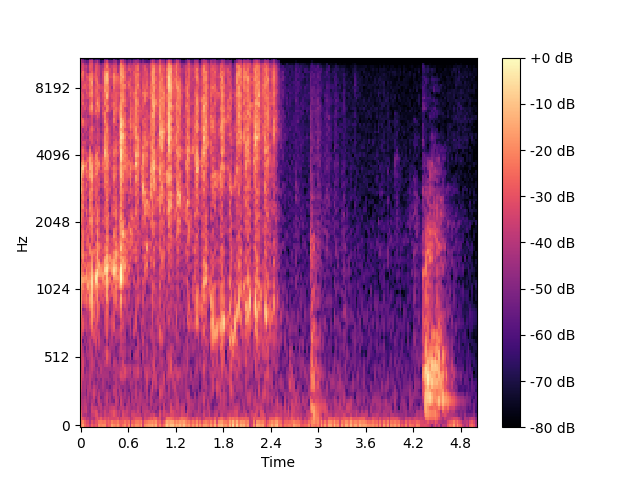 +0 dB
8192
-10 dB
4096
-20 dB
-30 dB
2048
-40 dB
Hz
1024
-50 dB
-60 dB
512
-70 dB
0
-80 dB
0 0.6 1.2 1.8 2.4 3 3.6 4.2 4.8
Time